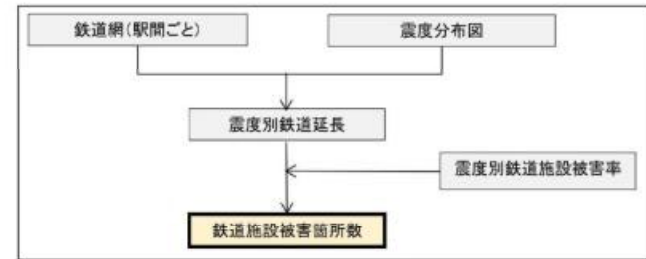 鉄道網（駅間ごと）
震度分布図
震度別鉄道延長
震度別鉄道施設被害率
鉄道施設被害箇所数